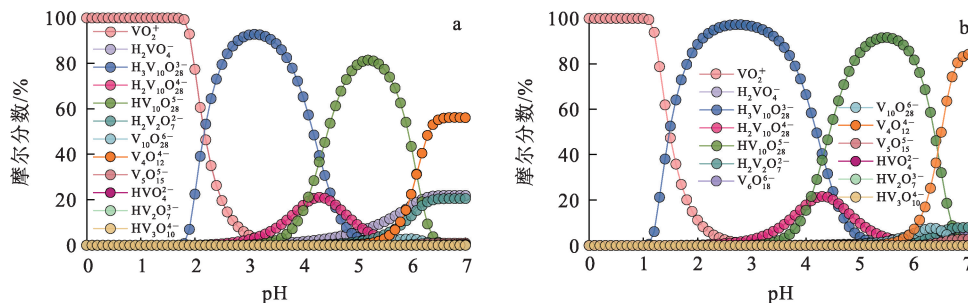 a
摩尔分数/%
100
80
60
40
20
0
VO₂⁺
H₂VO₄⁻
H₃V₁₀O₂₈³⁻
H₂V₁₀O₂₈⁴⁻
HV₁₀O₂₈⁵⁻
H₂V₂O₇²⁻
V₁₀O₂₈⁶⁻
V₄O₁₂⁴⁻
V₅O₁₅⁵⁻
HVO₄²⁻
HV₂O₇³⁻
HV₃O₁₀⁴⁻
0 1 2 3 4 5 6 7
pH
b
摩尔分数/%
100
80
60
40
20
0
VO₂⁺
H₂VO₄⁻
H₃V₁₀O₂₈³⁻
H₂V₁₀O₂₈⁴⁻
HV₁₀O₂₈⁵⁻
H₂V₂O₇²⁻
V₆O₁₈⁶⁻
V₁₀O₂₈⁶⁻
V₄O₁₂⁴⁻
V₅O₁₅⁵⁻
HVO₄²⁻
HV₂O₇³⁻
HV₃O₁₀⁴⁻
0 1 2 3 4 5 6 7
pH